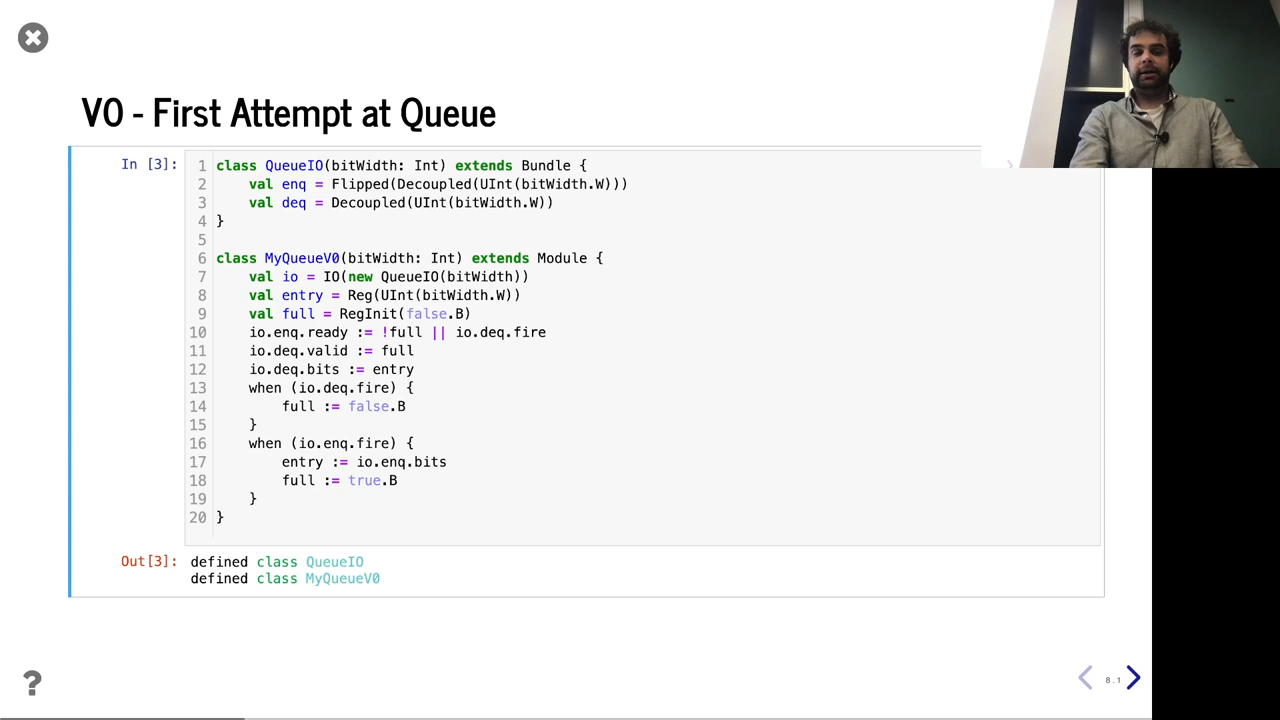 V0 - First Attempt at Queue
In [3]:
1 class QueueIO(bitWidth: Int) extends Bundle {
2     val enq = Flipped(Decoupled(UInt(bitWidth.W)))
3     val deq = Decoupled(UInt(bitWidth.W))
4 }
5
6 class MyQueueV0(bitWidth: Int) extends Module {
7     val io = IO(new QueueIO(bitWidth))
8     val entry = Reg(UInt(bitWidth.W))
9     val full = RegInit(false.B)
10     io.enq.ready := !full || io.deq.fire
11     io.deq.valid := full
12     io.deq.bits := entry
13     when (io.deq.fire) {
14         full := false.B
15     }
16     when (io.enq.fire) {
17         entry := io.enq.bits
18         full := true.B
19     }
20 }
Out[3]: defined class QueueIO
defined class MyQueueV0
?
8.1